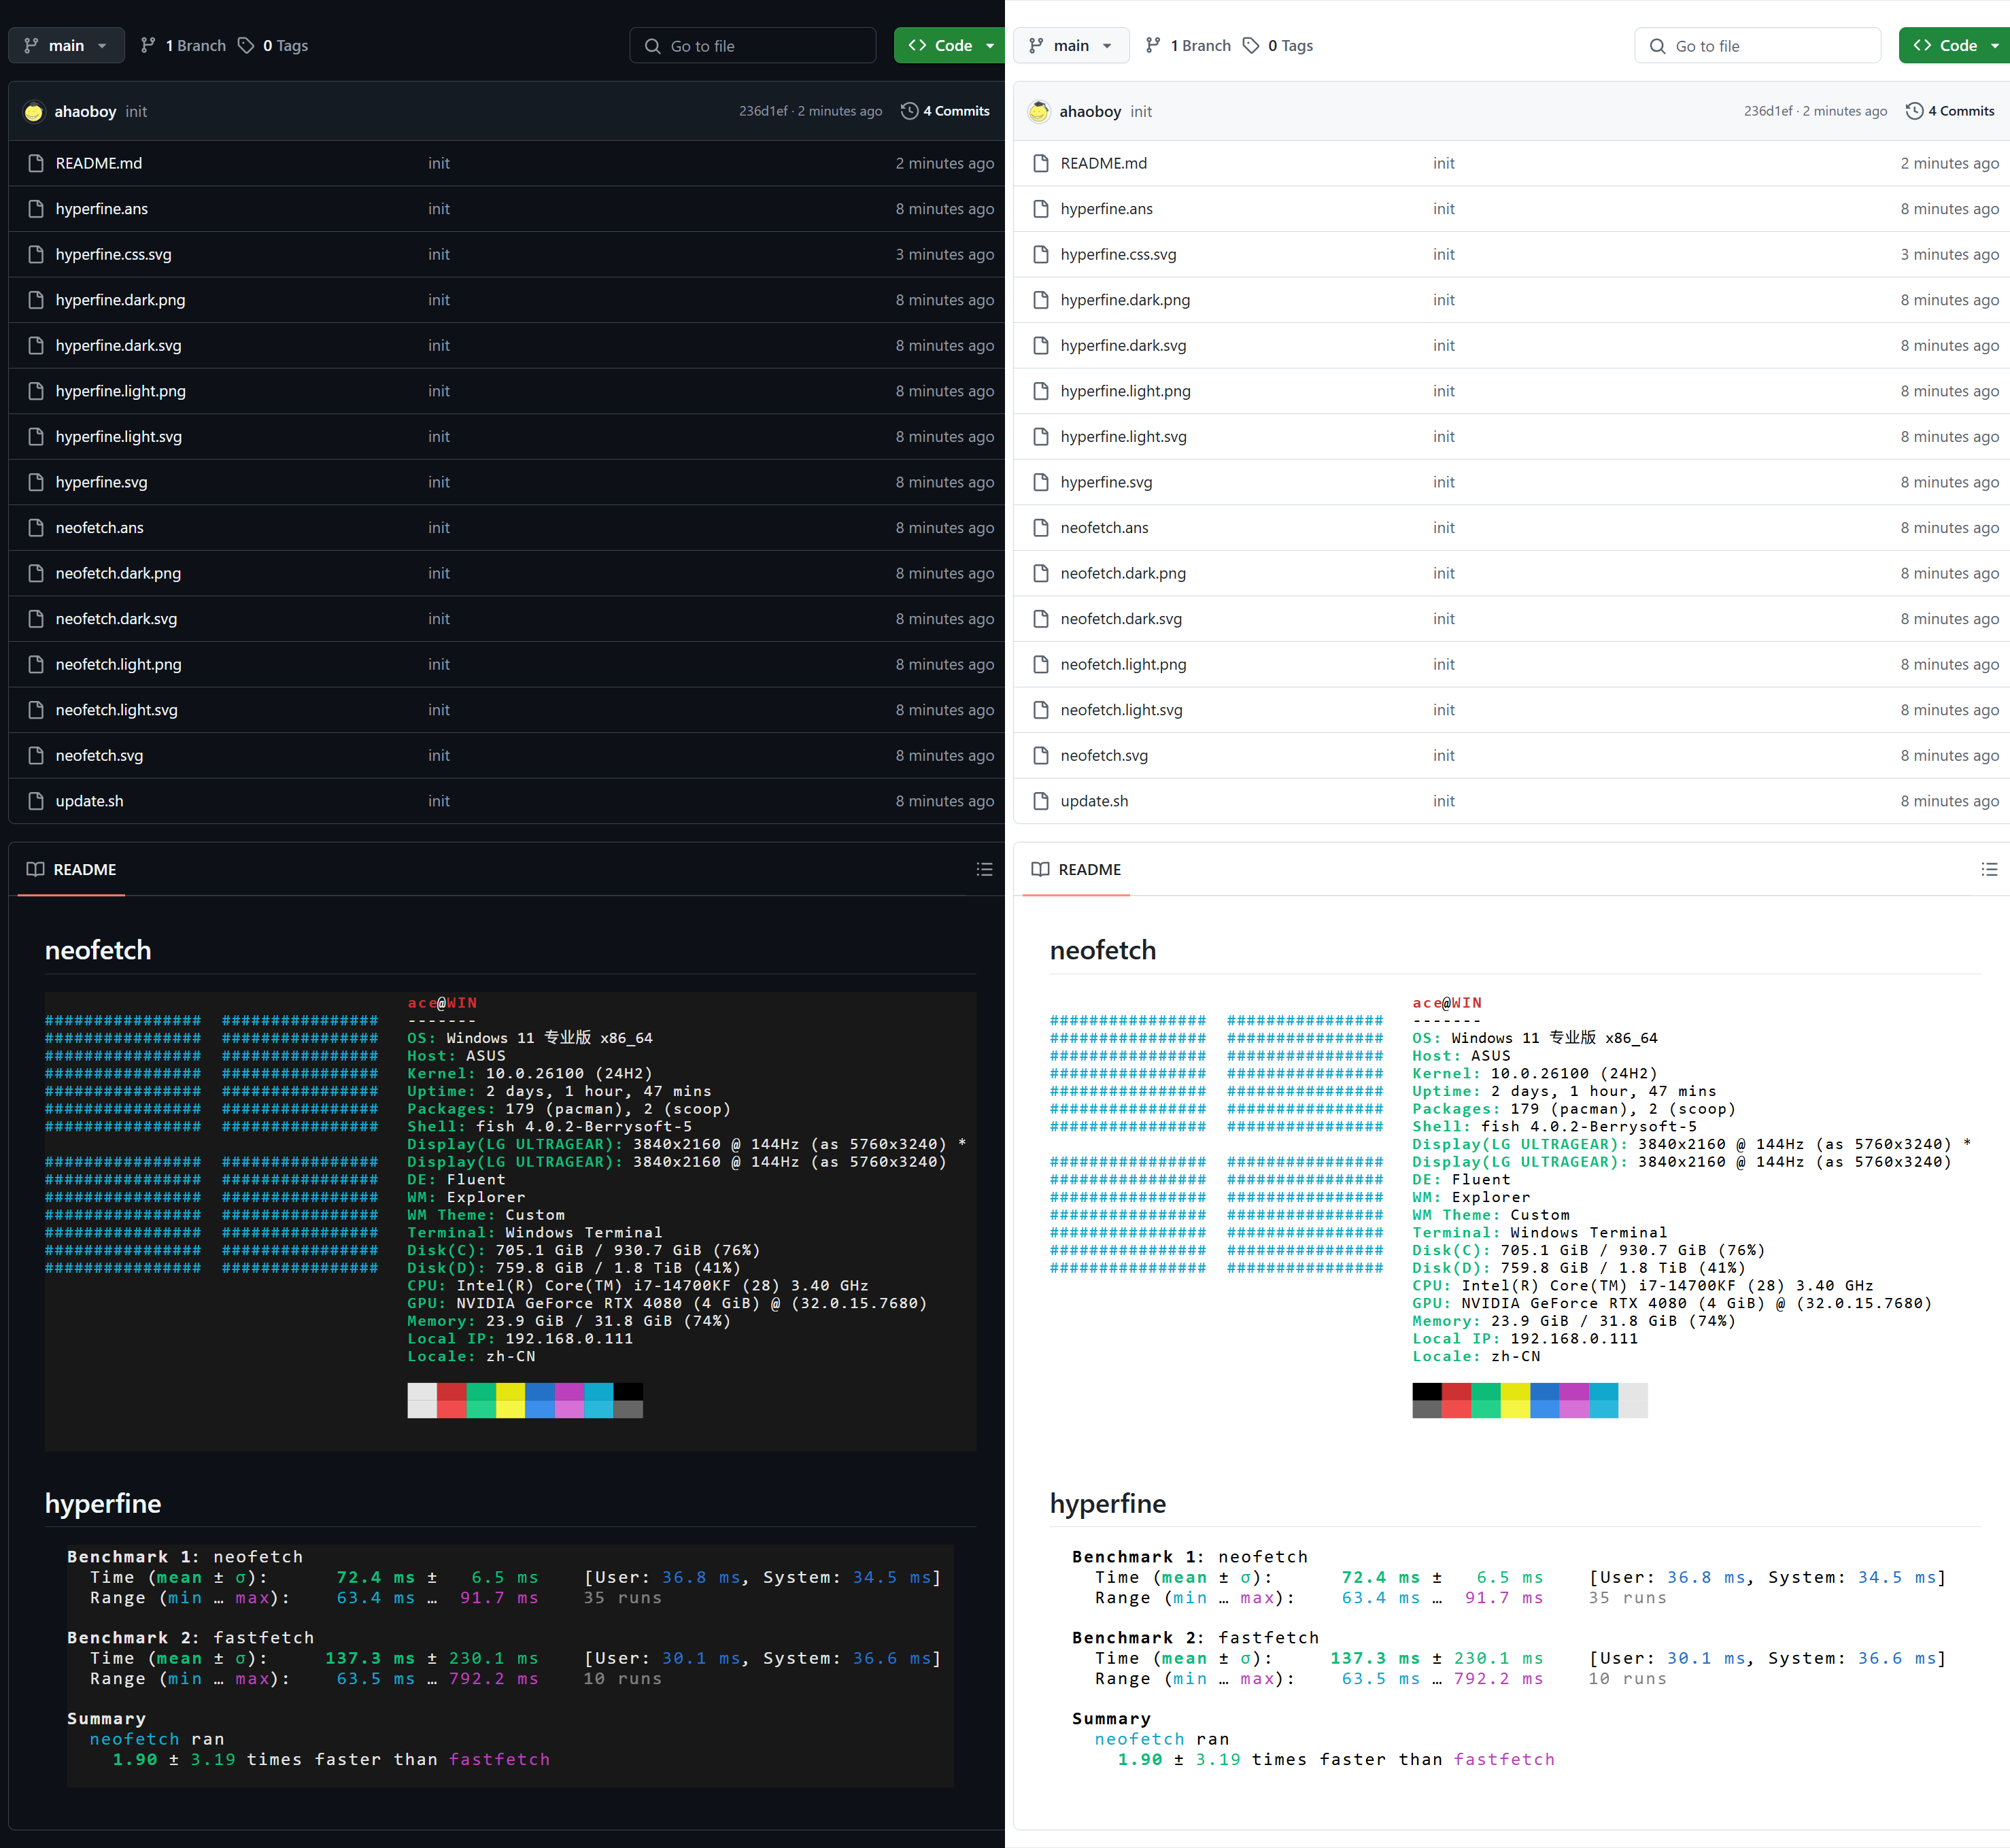 main
1 Branch
0 Tags
Go to file
Code
ahaoboy init
236d1ef · 2 minutes ago
4 Commits
README.md init 2 minutes ago
hyperfine.ans init 8 minutes ago
hyperfine.css.svg init 3 minutes ago
hyperfine.dark.png init 8 minutes ago
hyperfine.dark.svg init 8 minutes ago
hyperfine.light.png init 8 minutes ago
hyperfine.light.svg init 8 minutes ago
hyperfine.svg init 8 minutes ago
neofetch.ans init 8 minutes ago
neofetch.dark.png init 8 minutes ago
neofetch.dark.svg init 8 minutes ago
neofetch.light.png init 8 minutes ago
neofetch.light.svg init 8 minutes ago
neofetch.svg init 8 minutes ago
update.sh init 8 minutes ago
README
neofetch
ace@WIN
-------
################ ################
################ ################
################ ################
################ ################
################ ################
################ ################
################ ################
################ ################
################ ################
################ ################
################ ################
################ ################
################ ################
################ ################
OS: Windows 11 专业版 x86_64
Host: ASUS
Kernel: 10.0.26100 (24H2)
Uptime: 2 days, 1 hour, 47 mins
Packages: 179 (pacman), 2 (scoop)
Shell: fish 4.0.2-Berrysoft-5
Display(LG ULTRAGEAR): 3840x2160 @ 144Hz (as 5760x3240) *
Display(LG ULTRAGEAR): 3840x2160 @ 144Hz (as 5760x3240)
DE: Fluent
WM: Explorer
WM Theme: Custom
Terminal: Windows Terminal
Disk(C): 705.1 GiB / 930.7 GiB (76%)
Disk(D): 759.8 GiB / 1.8 TiB (41%)
CPU: Intel(R) Core(TM) i7-14700KF (28) 3.40 GHz
GPU: NVIDIA GeForce RTX 4080 (4 GiB) @ (32.0.15.7680)
Memory: 23.9 GiB / 31.8 GiB (74%)
Local IP: 192.168.0.111
Locale: zh-CN
hyperfine
Benchmark 1: neofetch
Time (mean ± σ): 72.4 ms ± 6.5 ms [User: 36.8 ms, System: 34.5 ms]
Range (min … max): 63.4 ms … 91.7 ms 35 runs
Benchmark 2: fastfetch
Time (mean ± σ): 137.3 ms ± 230.1 ms [User: 30.1 ms, System: 36.6 ms]
Range (min … max): 63.5 ms … 792.2 ms 10 runs
Summary
neofetch ran
1.90 ± 3.19 times faster than fastfetch
main
1 Branch
0 Tags
Go to file
Code
ahaoboy init
236d1ef · 2 minutes ago
4 Commits
README.md init 2 minutes ago
hyperfine.ans init 8 minutes ago
hyperfine.css.svg init 3 minutes ago
hyperfine.dark.png init 8 minutes ago
hyperfine.dark.svg init 8 minutes ago
hyperfine.light.png init 8 minutes ago
hyperfine.light.svg init 8 minutes ago
hyperfine.svg init 8 minutes ago
neofetch.ans init 8 minutes ago
neofetch.dark.png init 8 minutes ago
neofetch.dark.svg init 8 minutes ago
neofetch.light.png init 8 minutes ago
neofetch.light.svg init 8 minutes ago
neofetch.svg init 8 minutes ago
update.sh init 8 minutes ago
README
neofetch
ace@WIN
-------
################ ################
################ ################
################ ################
################ ################
################ ################
################ ################
################ ################
################ ################
################ ################
################ ################
################ ################
################ ################
################ ################
################ ################
OS: Windows 11 专业版 x86_64
Host: ASUS
Kernel: 10.0.26100 (24H2)
Uptime: 2 days, 1 hour, 47 mins
Packages: 179 (pacman), 2 (scoop)
Shell: fish 4.0.2-Berrysoft-5
Display(LG ULTRAGEAR): 3840x2160 @ 144Hz (as 5760x3240) *
Display(LG ULTRAGEAR): 3840x2160 @ 144Hz (as 5760x3240)
DE: Fluent
WM: Explorer
WM Theme: Custom
Terminal: Windows Terminal
Disk(C): 705.1 GiB / 930.7 GiB (76%)
Disk(D): 759.8 GiB / 1.8 TiB (41%)
CPU: Intel(R) Core(TM) i7-14700KF (28) 3.40 GHz
GPU: NVIDIA GeForce RTX 4080 (4 GiB) @ (32.0.15.7680)
Memory: 23.9 GiB / 31.8 GiB (74%)
Local IP: 192.168.0.111
Locale: zh-CN
hyperfine
Benchmark 1: neofetch
Time (mean ± σ): 72.4 ms ± 6.5 ms [User: 36.8 ms, System: 34.5 ms]
Range (min … max): 63.4 ms … 91.7 ms 35 runs
Benchmark 2: fastfetch
Time (mean ± σ): 137.3 ms ± 230.1 ms [User: 30.1 ms, System: 36.6 ms]
Range (min … max): 63.5 ms … 792.2 ms 10 runs
Summary
neofetch ran
1.90 ± 3.19 times faster than fastfetch